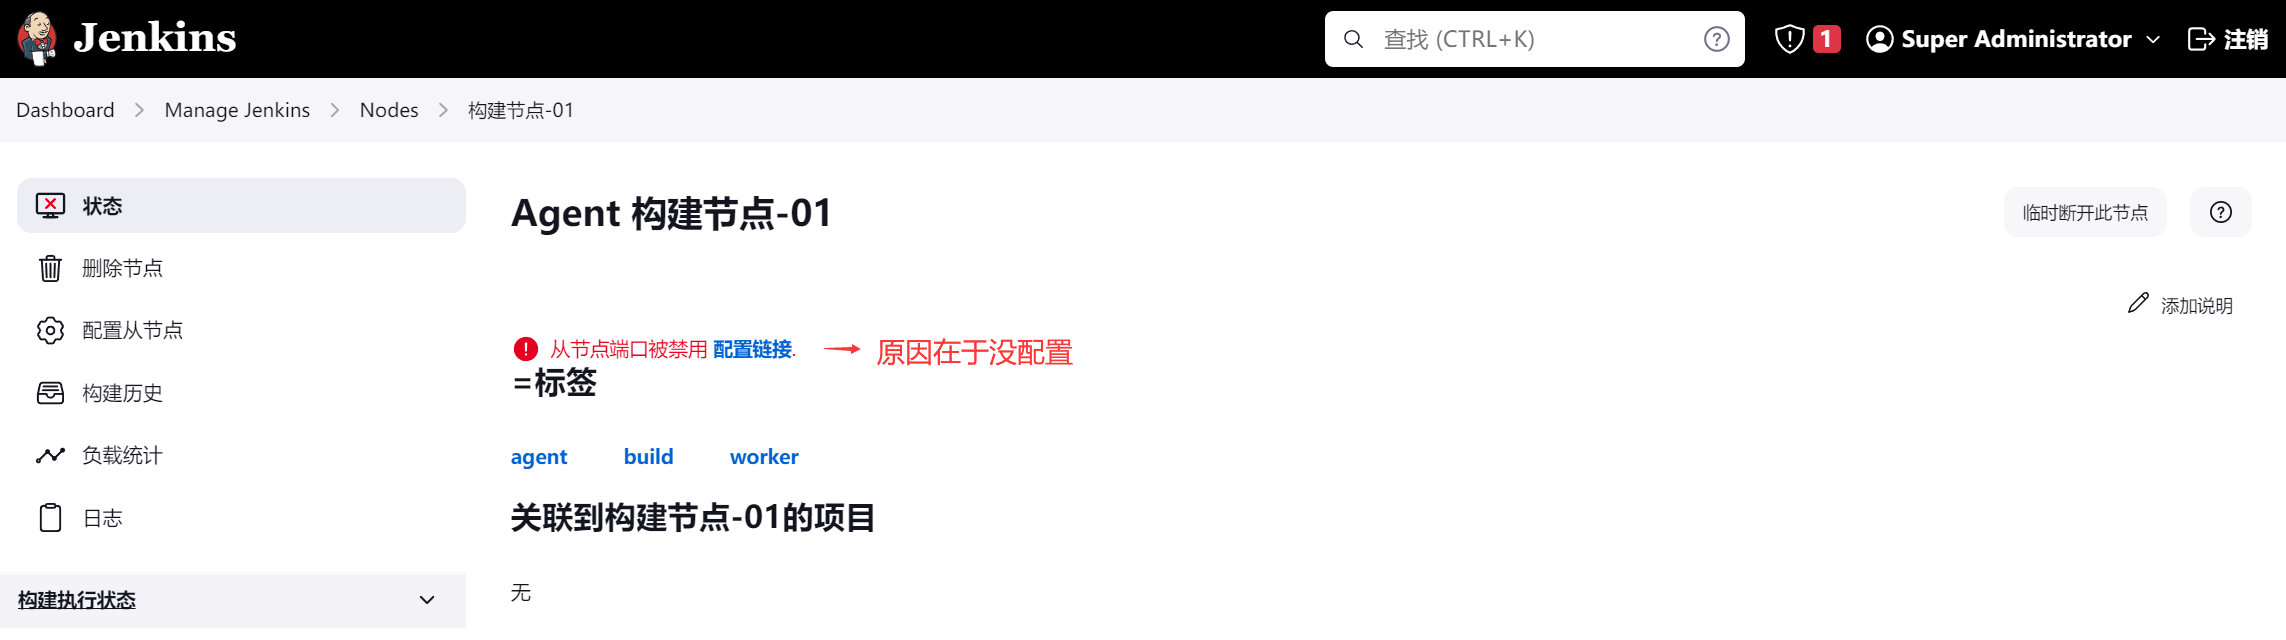 Jenkins
查找 (CTRL+K)
1
Super Administrator
注销
Dashboard
Manage Jenkins
Nodes
构建节点-01
状态
删除节点
配置从节点
构建历史
负载统计
日志
构建执行状态
Agent 构建节点-01
临时断开此节点
添加说明
从节点端口被禁用 配置链接. 原因在于没配置
=标签
agent build worker
关联到构建节点-01的项目
无